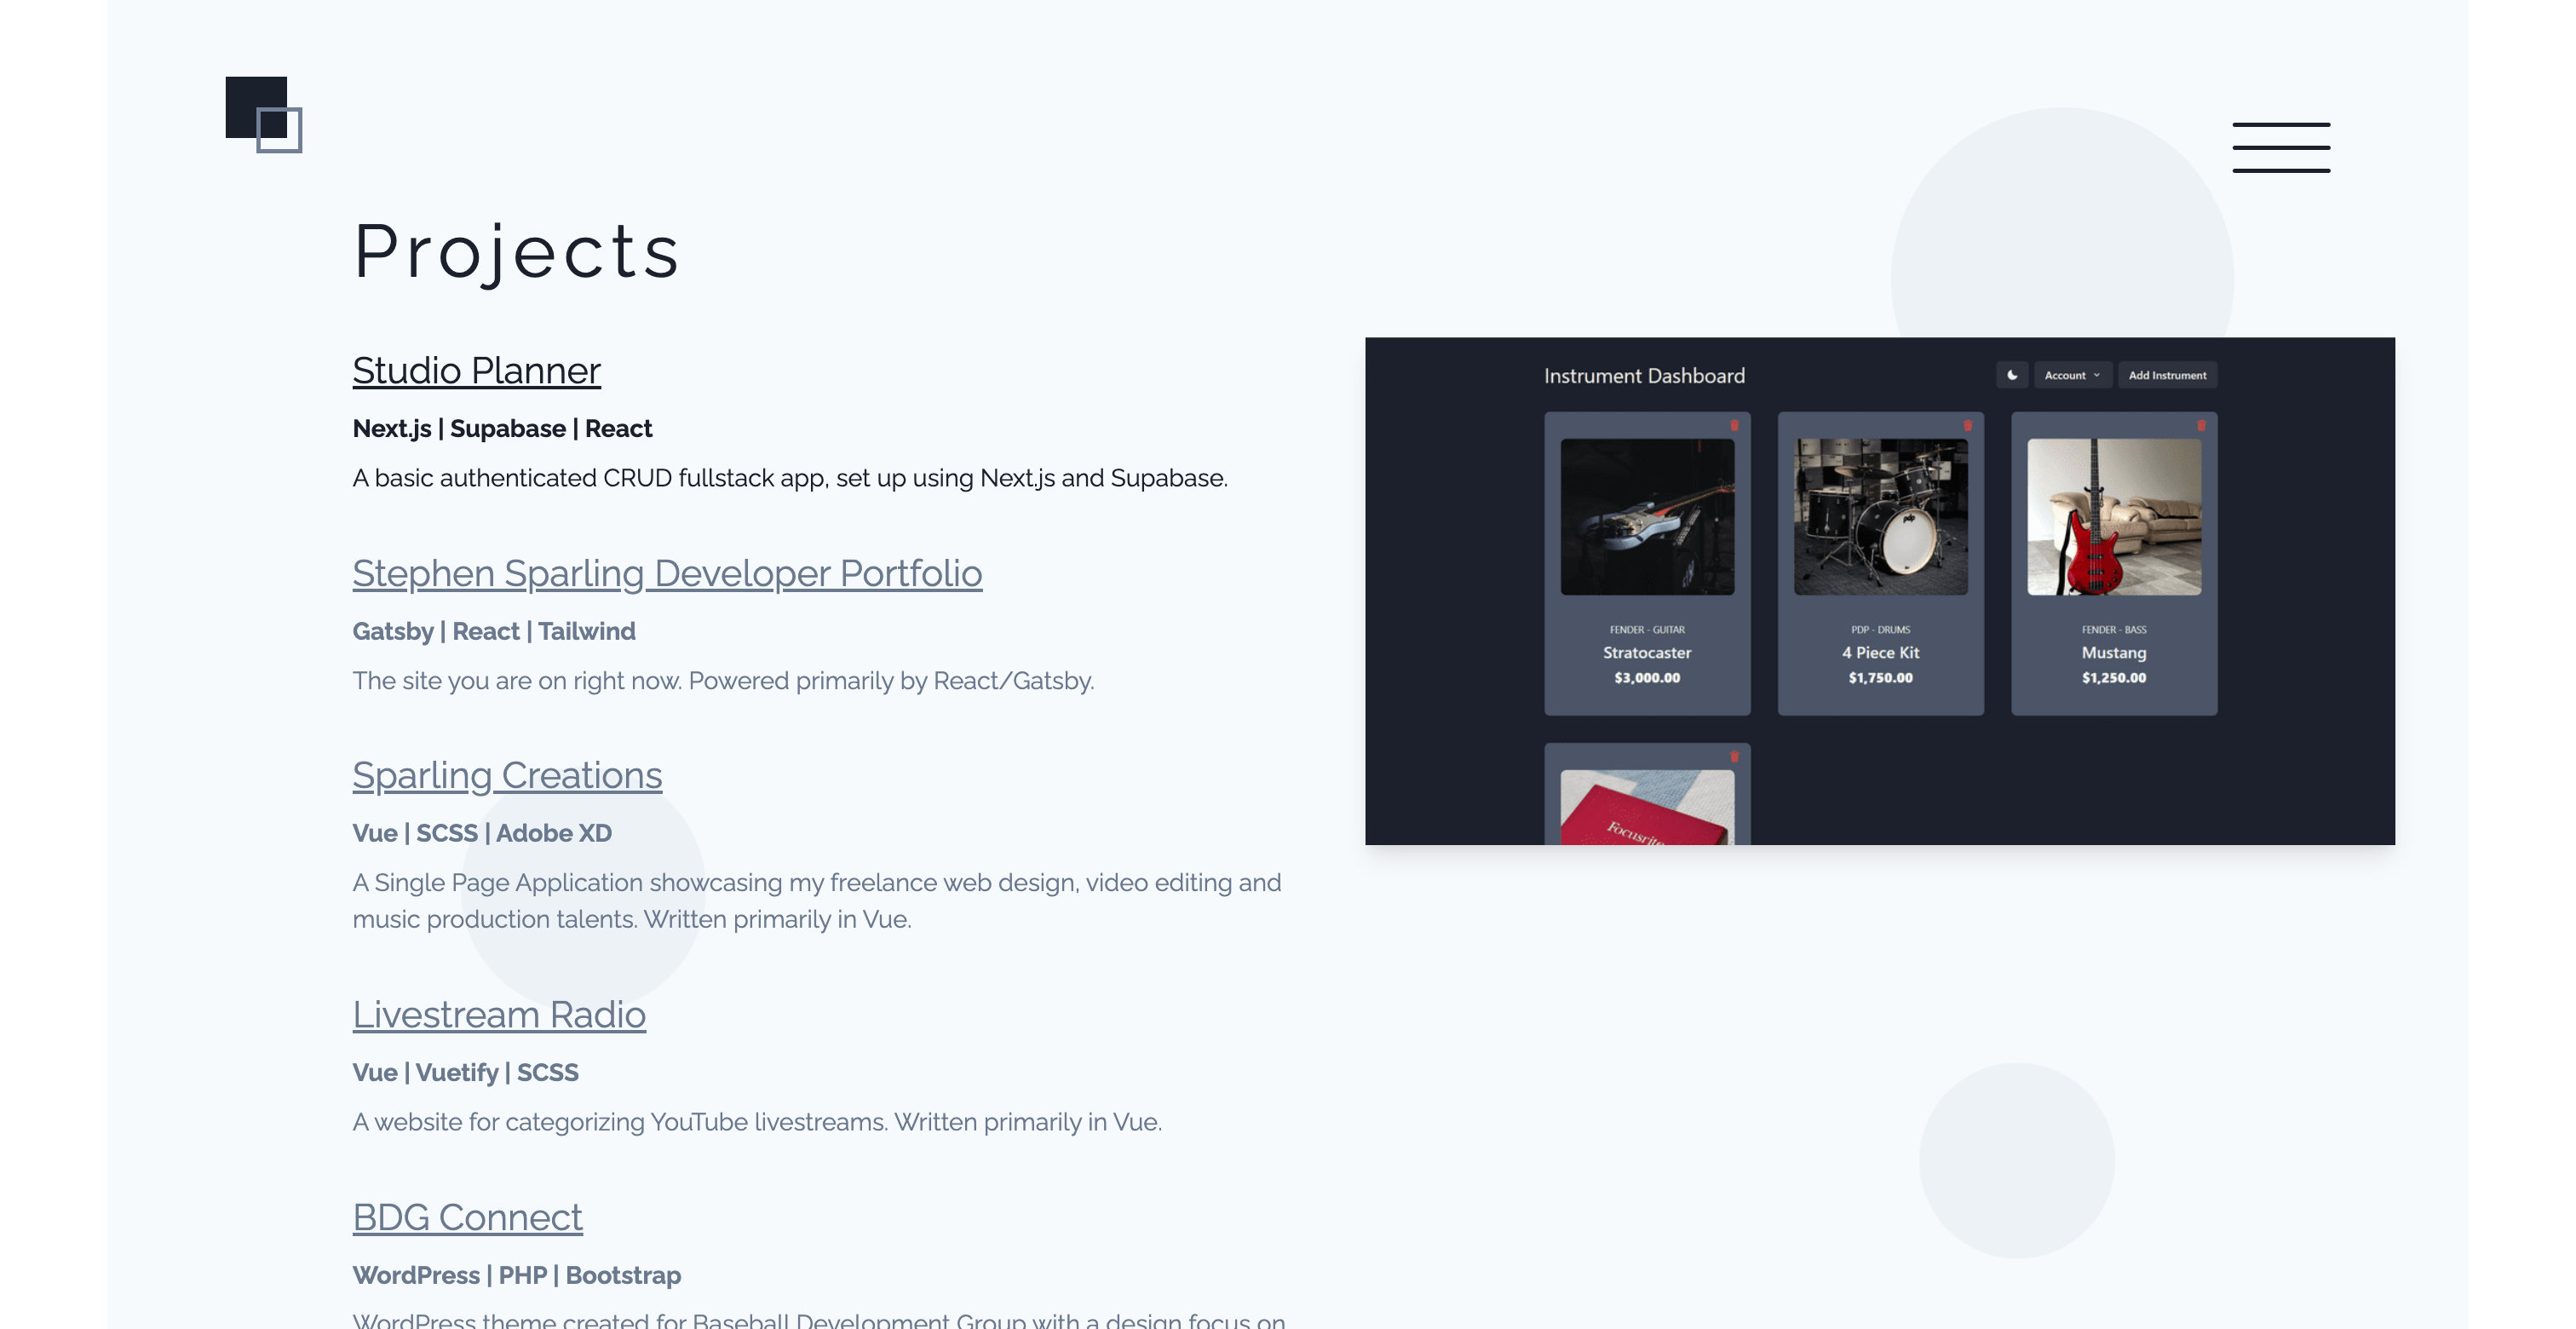 Projects
Studio Planner
Next.js | Supabase | React
A basic authenticated CRUD fullstack app, set up using Next.js and Supabase.
Stephen Sparling Developer Portfolio
Gatsby | React | Tailwind
The site you are on right now. Powered primarily by React/Gatsby.
Sparling Creations
Vue | SCSS | Adobe XD
A Single Page Application showcasing my freelance web design, video editing and
music production talents. Written primarily in Vue.
Livestream Radio
Vue | Vuetify | SCSS
A website for categorizing YouTube livestreams. Written primarily in Vue.
BDG Connect
WordPress | PHP | Bootstrap
WordPress theme created for Baseball Development Group with a design focus on
Instrument Dashboard
Account
Add Instrument
FENDER - GUITAR
Stratocaster
$3,000.00
pdp
PDP - DRUMS
4 Piece Kit
$1,750.00
FENDER - BASS
Mustang
$1,250.00
Focusrite